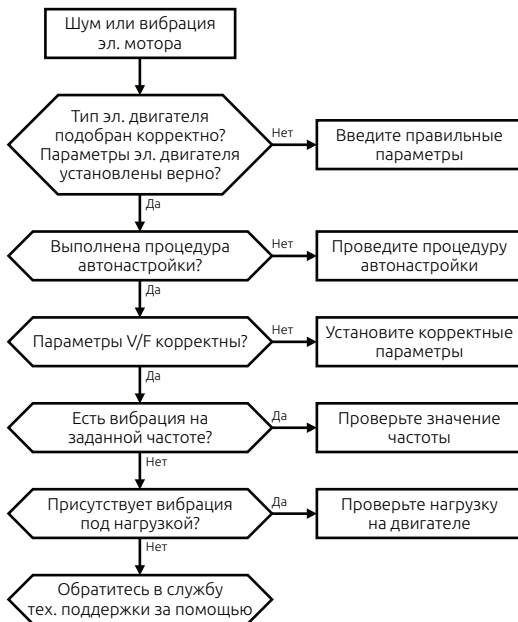 Шум или вибрация
эл. мотора
Тип эл. двигателя
подобран корректно?
Параметры эл. двигателя
установлены верно?
Нет
Введите правильные
параметры
Да
Выполнена процедура
автонастройки?
Нет
Проведите процедуру
автонастройки
Да
Параметры V/F корректны?
Нет
Установите корректные
параметры
Да
Есть вибрация на
заданной частоте?
Да
Проверьте значение
частоты
Нет
Присутствует вибрация
под нагрузкой?
Да
Проверьте нагрузку
на двигателе
Нет
Обратитесь в службу
тех. поддержки за помощью